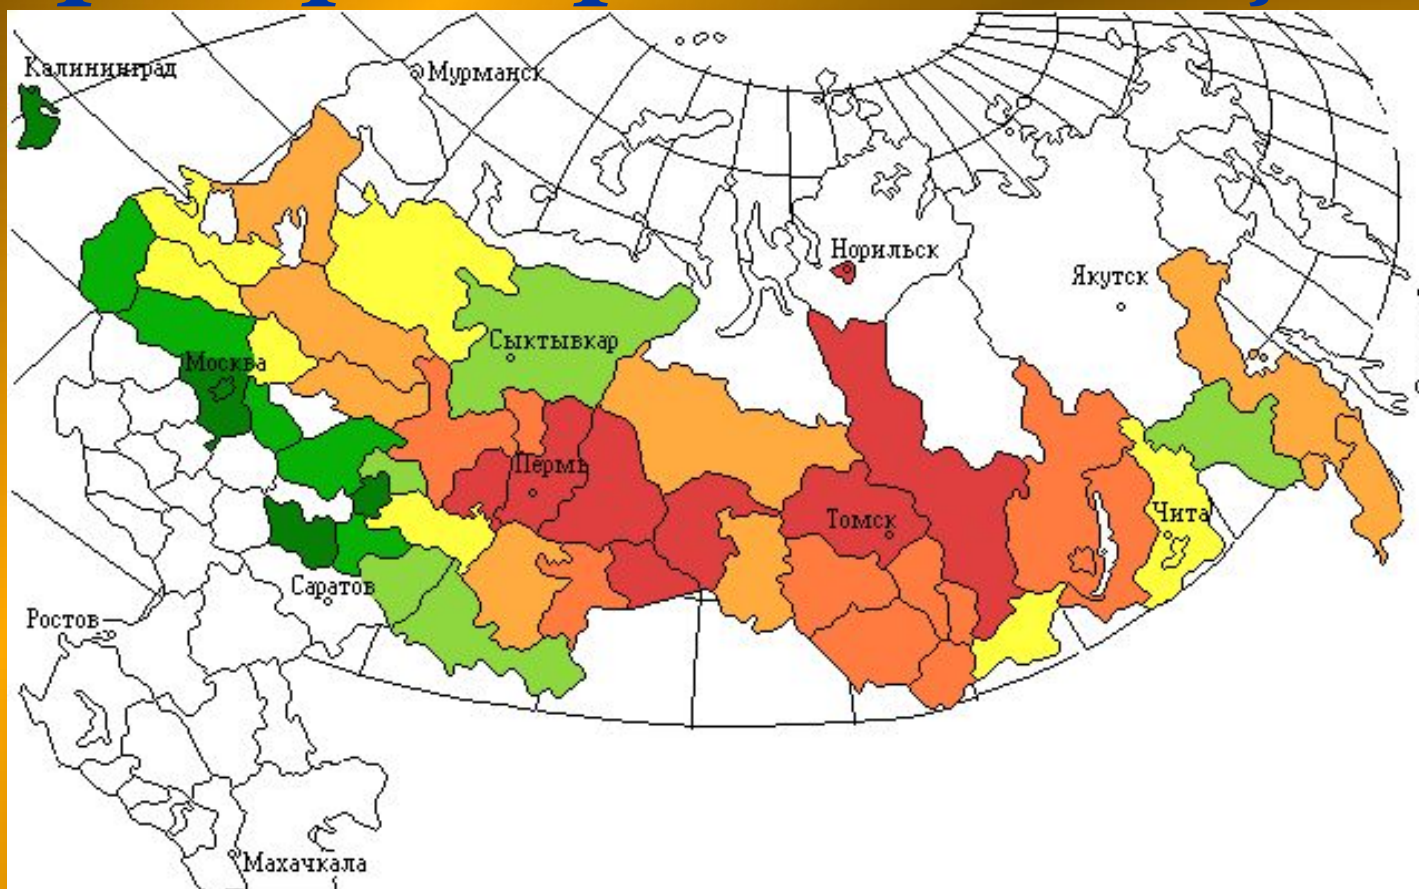 Калининград
Мурманск
Норильск
Якутск
Сыктывкар
Москва
Пермь
Томск
Чита
Саратов
Ростов
Махачкала